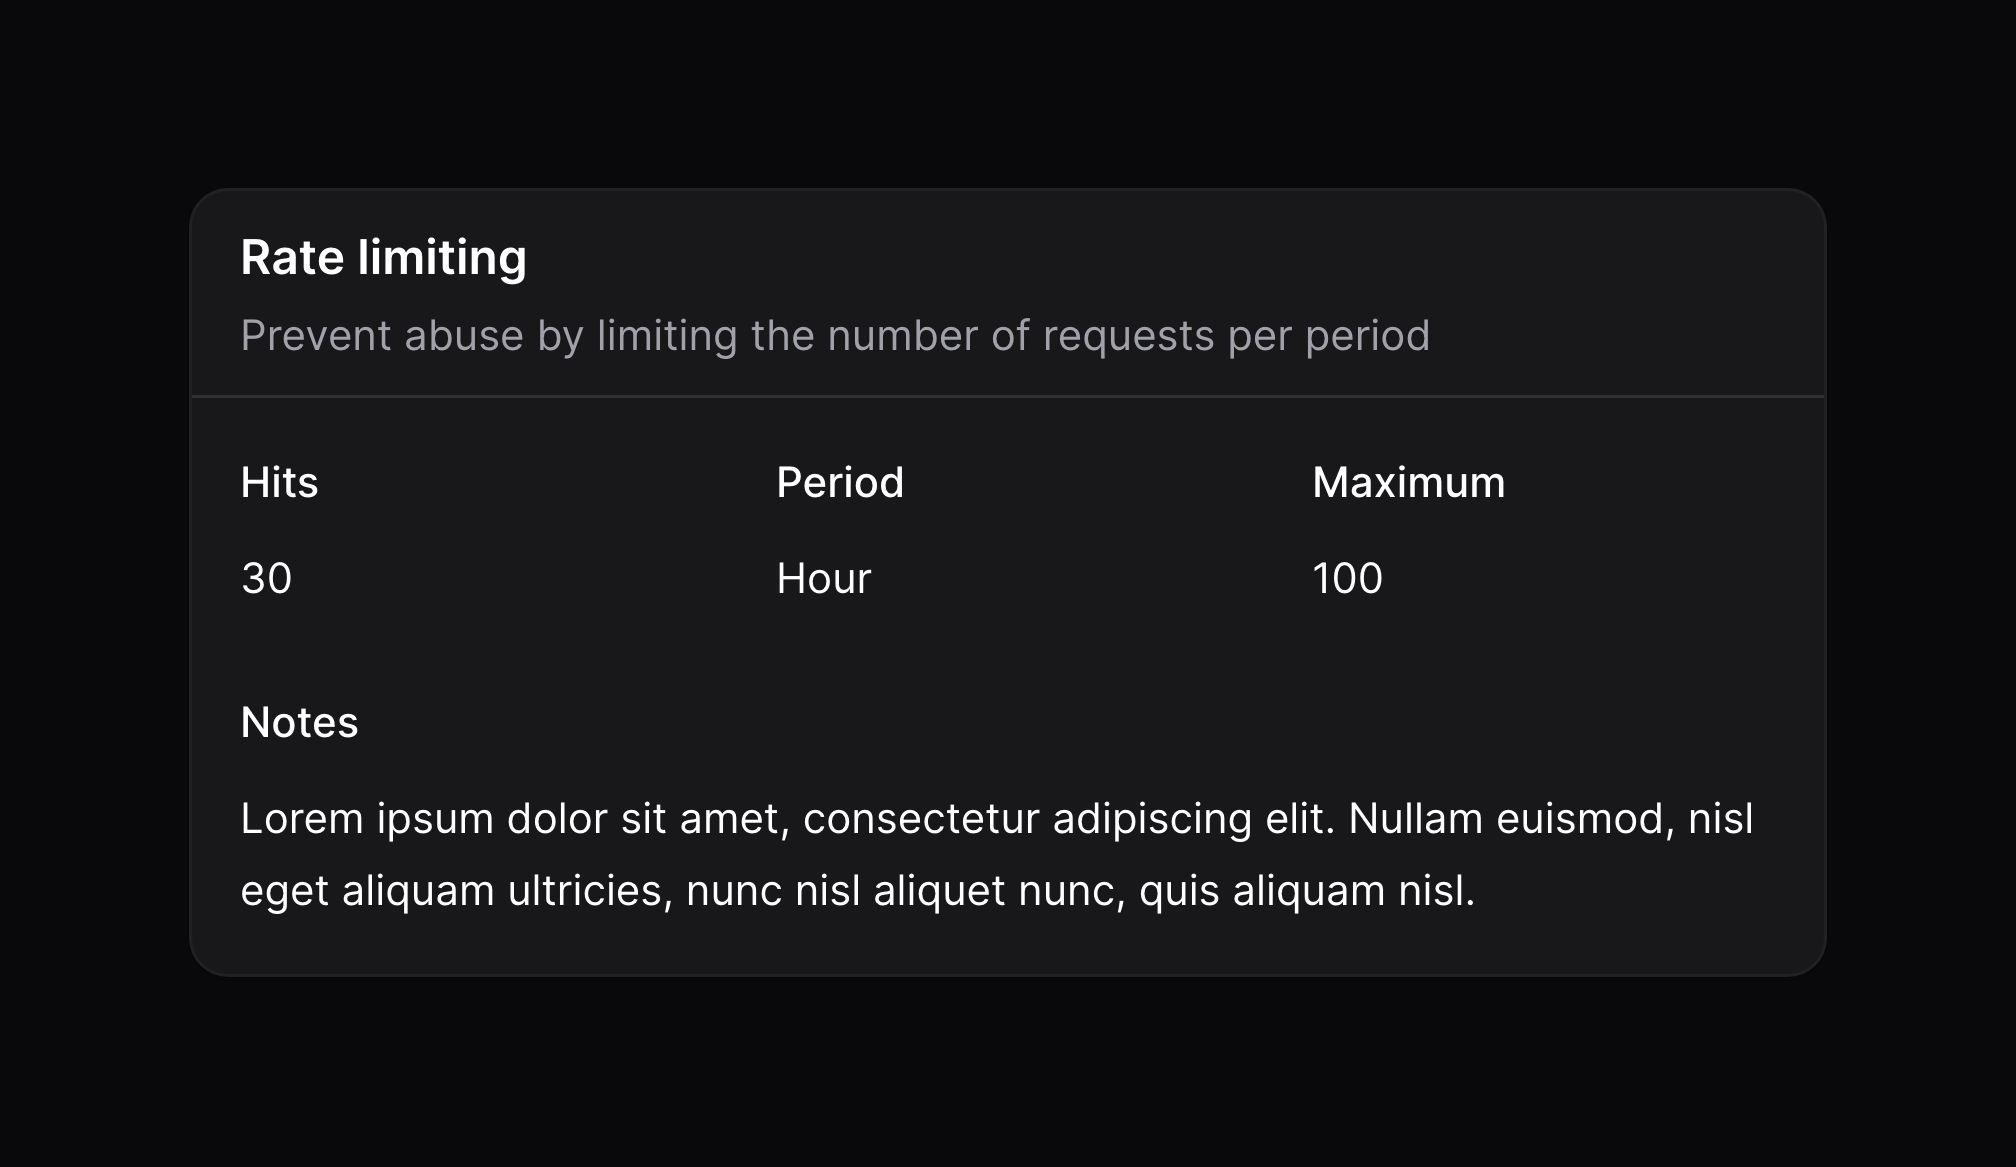 Rate limiting
Prevent abuse by limiting the number of requests per period
Hits
Period
Maximum
30
Hour
100
Notes
Lorem ipsum dolor sit amet, consectetur adipiscing elit. Nullam euismod, nisl
eget aliquam ultricies, nunc nisl aliquet nunc, quis aliquam nisl.